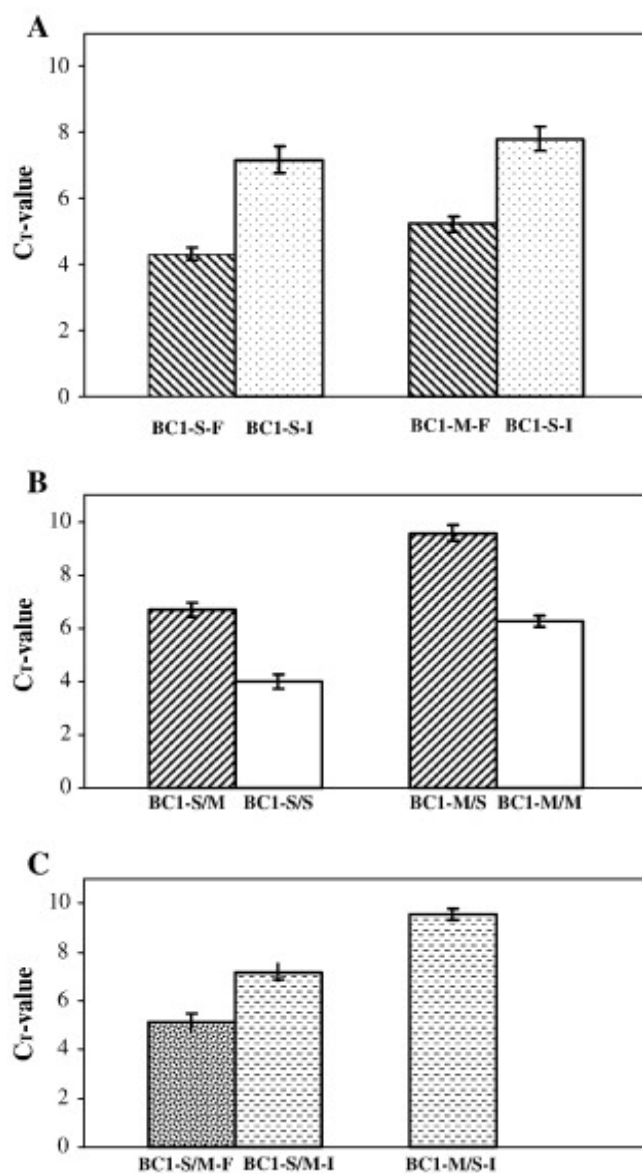 A
10
8
6
4
2
0
CT-value
BC1-S-F BC1-S-I BC1-M-F BC1-S-I
B
10
8
6
4
2
0
CT-value
BC1-S/M BC1-S/S BC1-M/S BC1-M/M
C
10
8
6
4
2
0
CT-value
BC1-S/M-F BC1-S/M-I BC1-M/S-I